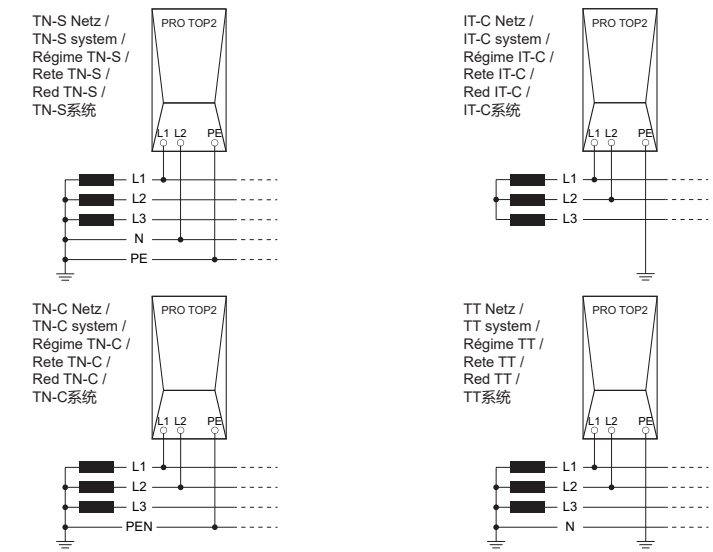 TN-S Netz /
TN-S system /
Régime TN-S /
Rete TN-S /
Red TN-S /
TN-S系统
PRO TOP2
L1 L2 PE
L1
L2
L3
N
PE
IT-C Netz /
IT-C system /
Régime IT-C /
Rete IT-C /
Red IT-C /
IT-C系统
PRO TOP2
L1 L2 PE
L1
L2
L3
TN-C Netz /
TN-C system /
Régime TN-C /
Rete TN-C /
Red TN-C /
TN-C系统
PRO TOP2
L1 L2 PE
L1
L2
L3
PEN
TT Netz /
TT system /
Régime TT /
Rete TT /
Red TT /
TT系统
PRO TOP2
L1 L2 PE
L1
L2
L3
N